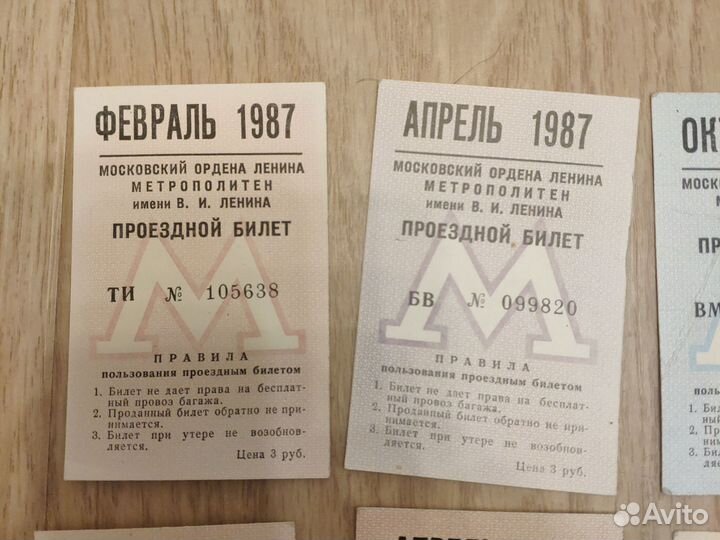 ФЕВРАЛЬ 1987
МОСКОВСКИЙ ОРДЕНА ЛЕНИНА
МЕТРОПОЛИТЕН
имени В. И. ЛЕНИНА
ПРОЕЗДНОЙ БИЛЕТ
М
ТИ № 105638
ПРАВИЛА
пользования проездным билетом
1. Билет не дает права на бесплат-
ный провоз багажа.
2. Проданный билет обратно не при-
нимается.
3. Билет при утере не возобнов-
ляется.
Цена 3 руб.
АПРЕЛЬ 1987
МОСКОВСКИЙ ОРДЕНА ЛЕНИНА
МЕТРОПОЛИТЕН
имени В. И. ЛЕНИНА
ПРОЕЗДНОЙ БИЛЕТ
М
БВ № 099820
ПРАВИЛА
пользования проездным билетом
1. Билет не дает права на бесплат-
ный провоз багажа.
2. Проданный билет обратно не при-
нимается.
3. Билет при утере не возобнов-
ляется.
Цена 3 руб.
ВМ
Avito